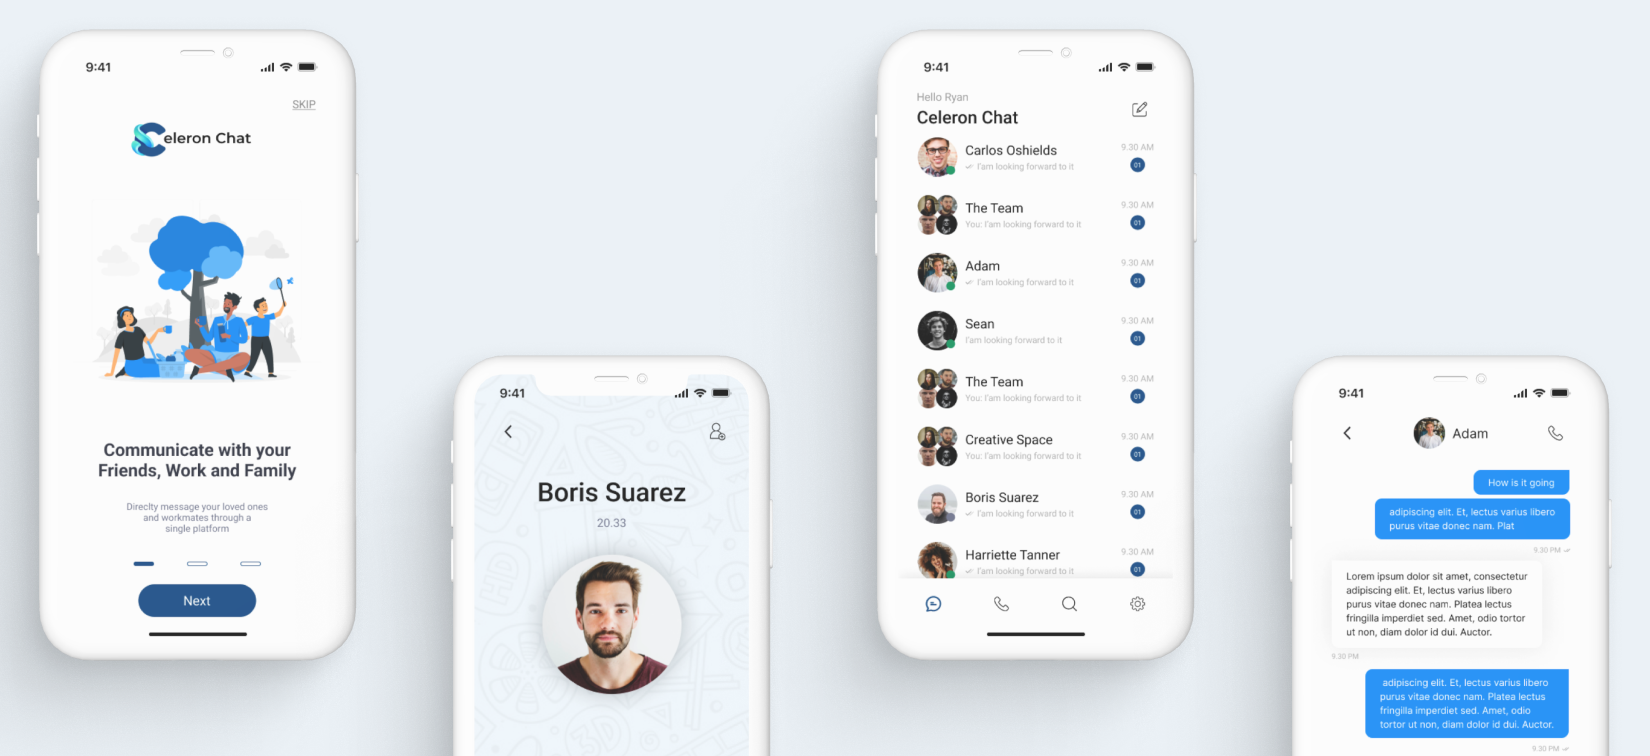 9:41
SKIP
Celeron Chat
Communicate with your
Friends, Work and Family
Direclty message your loved ones
and workmates through a
single platform
Next
9:41
Boris Suarez
20.33
HD
3D
9:41
Hello Ryan
Celeron Chat
Carlos Oshields
9.30 AM
I'am looking forward to it
01
The Team
9.30 AM
You: I'am looking forward to it
01
Adam
9.30 AM
I'am looking forward to it
01
Sean
9.30 AM
I'am looking forward to it
01
The Team
9.30 AM
You: I'am looking forward to it
01
Creative Space
9.30 AM
You: I'am looking forward to it
01
Boris Suarez
9.30 AM
I'am looking forward to it
01
Harriette Tanner
9.30 AM
I'am looking forward to it
01
9:41
Adam
How is it going
adipiscing elit. Et, lectus varius libero
purus vitae donec nam. Plat
9.30 PM
Lorem ipsum dolor sit amet, consectetur
adipiscing elit. Et, lectus varius libero
purus vitae donec nam. Platea lectus
fringilla imperdiet sed. Amet, odio tortor
ut non, diam dolor id dui. Auctor.
9.30 PM
adipiscing elit. Et, lectus varius libero
purus vitae donec nam. Platea lectus
fringilla imperdiet sed. Amet, odio
tortor ut non, diam dolor id dui. Auctor.
9.30 PM